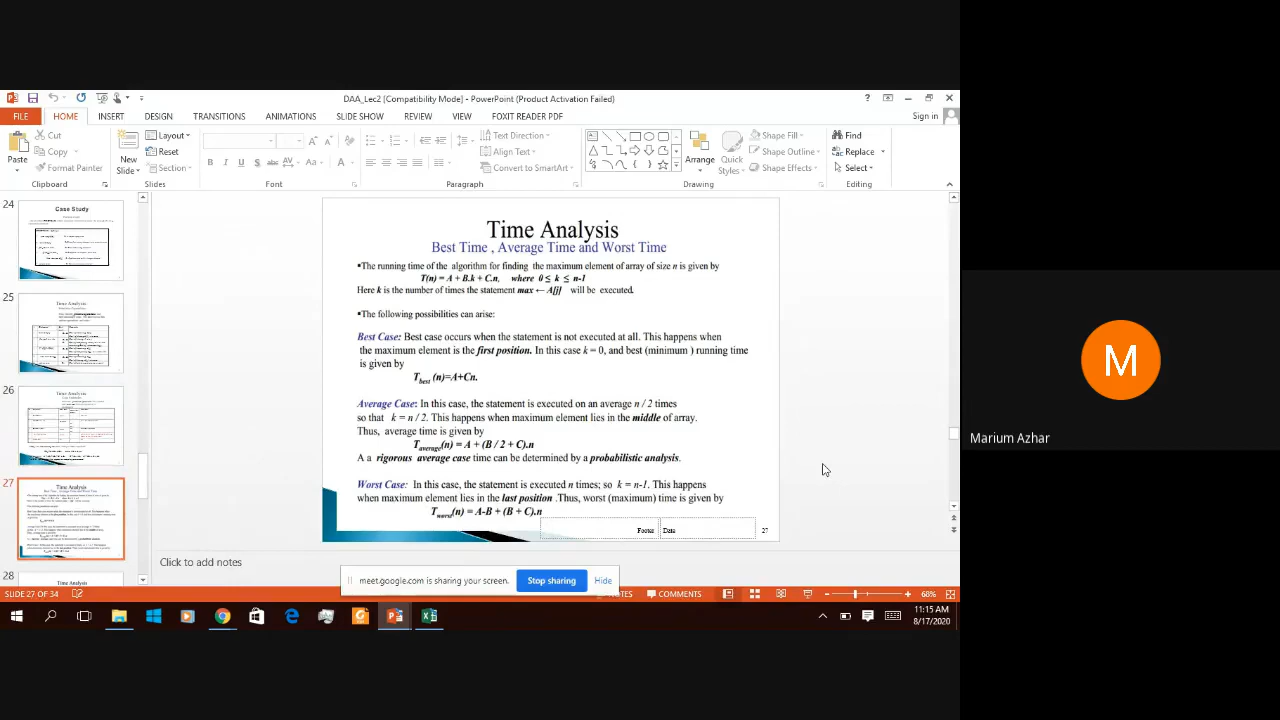 DAA_Lec2 [Compatibility Mode] - PowerPoint (Product Activation Failed)
?
FILE HOME INSERT DESIGN TRANSITIONS ANIMATIONS SLIDE SHOW REVIEW VIEW FOXIT READER PDF Sign in
Paste
Cut
Copy
Format Painter
Clipboard
New Slide
Layout
Reset
Section
Slides
B I U S abc AV Aa A
Font
Text Direction
Align Text
Convert to SmartArt
Paragraph
Arrange
Quick Styles
Shape Fill
Shape Outline
Shape Effects
Drawing
Find
Replace
Select
Editing
24
Case Study
25
Time Analysis
26
Time Analysis
27
Time Analysis
Best Time , Average Time and Worst Time
28
Time Analysis
Time Analysis
Best Time , Average Time and Worst Time
▪The running time of the algorithm for finding the maximum element of array of size n is given by
T(n) = A + B.k + C.n, where 0 ≤ k ≤ n-1
Here k is the number of times the statement max ← A[j] will be executed.
▪The following possibilities can arise:
Best Case: Best case occurs when the statement is not executed at all. This happens when
the maximum element is the first position. In this case k = 0, and best (minimum ) running time
is given by
Tbest (n)=A+Cn.
Average Case: In this case, the statement is executed on an average n / 2 times
so that k = n / 2. This happens when maximum element lies in the middle of array.
Thus, average time is given by
Taverage(n) = A + (B / 2 + C).n
A a rigorous average case time can be determined by a probabilistic analysis.
Worst Case: In this case, the statement is executed n times; so k = n-1. This happens
when maximum element lies in the last position .Thus, worst (maximum) time is given by
Tworst(n) = A-B + (B + C).n
Footer Date 27
Click to add notes
meet.google.com is sharing your screen. Stop sharing Hide
SLIDE 27 OF 34 NOTES COMMENTS 68%
11:15 AM
8/17/2020
M
Marium Azhar